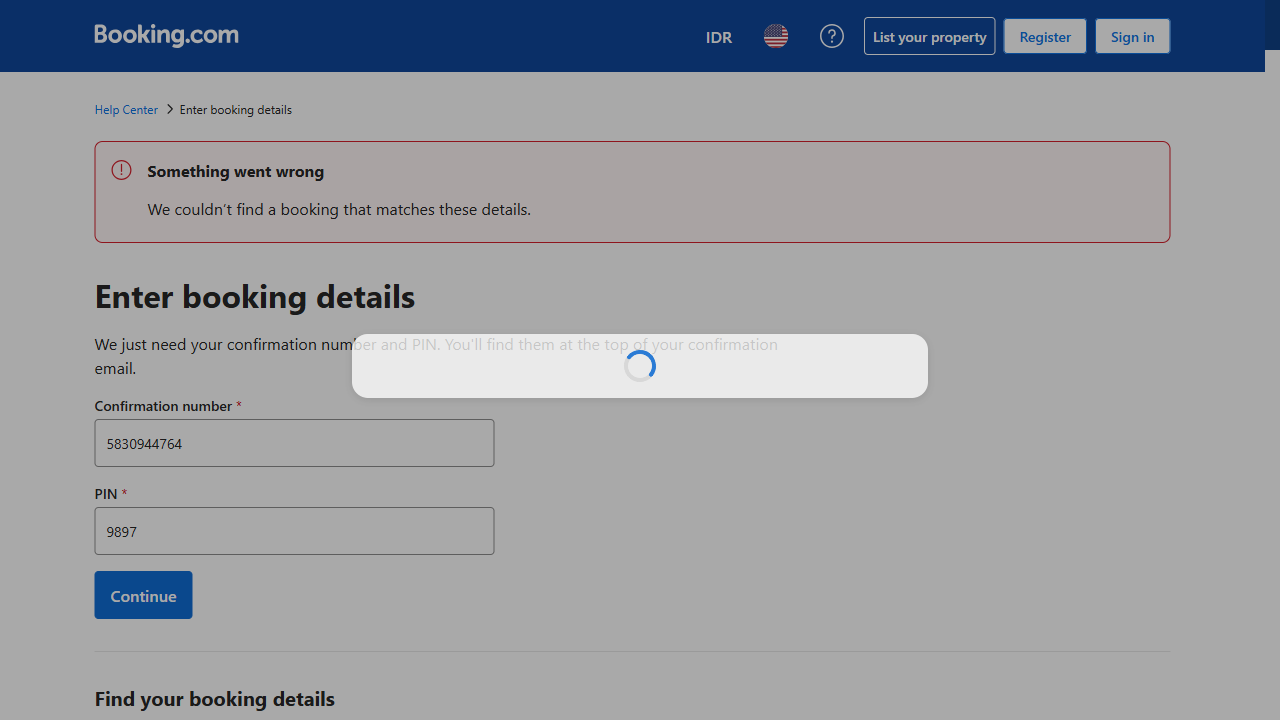 Booking.com
IDR
List your property
Register
Sign in
Help Center
Enter booking details
Something went wrong
We couldn't find a booking that matches these details.
Enter booking details
We just need your confirmation number and PIN. You'll find them at the top of your confirmation
email.
Confirmation number *
5830944764
PIN *
9897
Continue
Find your booking details